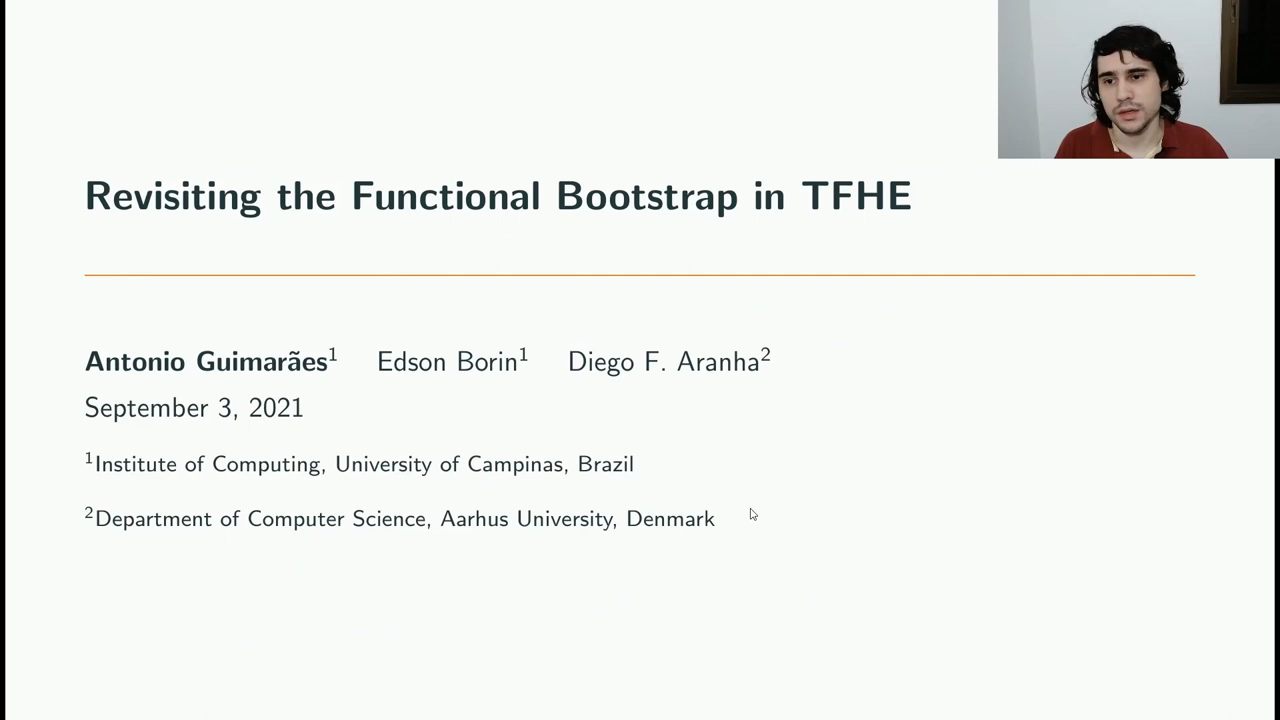 Revisiting the Functional Bootstrap in TFHE
Antonio Guimarães¹ Edson Borin¹ Diego F. Aranha²
September 3, 2021
¹Institute of Computing, University of Campinas, Brazil
²Department of Computer Science, Aarhus University, Denmark